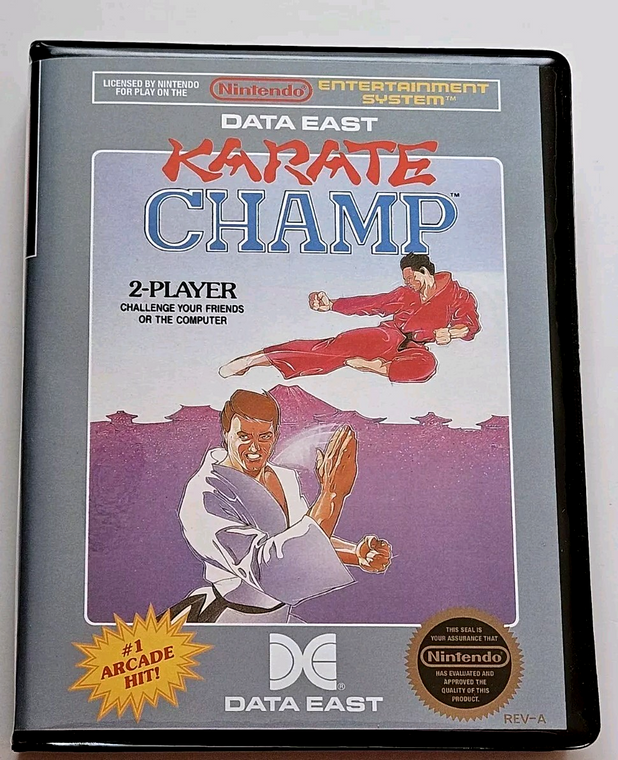 LICENSED BY NINTENDO
FOR PLAY ON THE
Nintendo®
ENTERTAINMENT
SYSTEM™
DATA EAST
KARATE
CHAMP™
2-PLAYER
CHALLENGE YOUR FRIENDS
OR THE COMPUTER
#1
ARCADE
HIT!
®
DATA EAST
THIS SEAL IS
YOUR ASSURANCE THAT
Nintendo
HAS EVALUATED AND
APPROVED THE
QUALITY OF THIS
PRODUCT.
REV-A